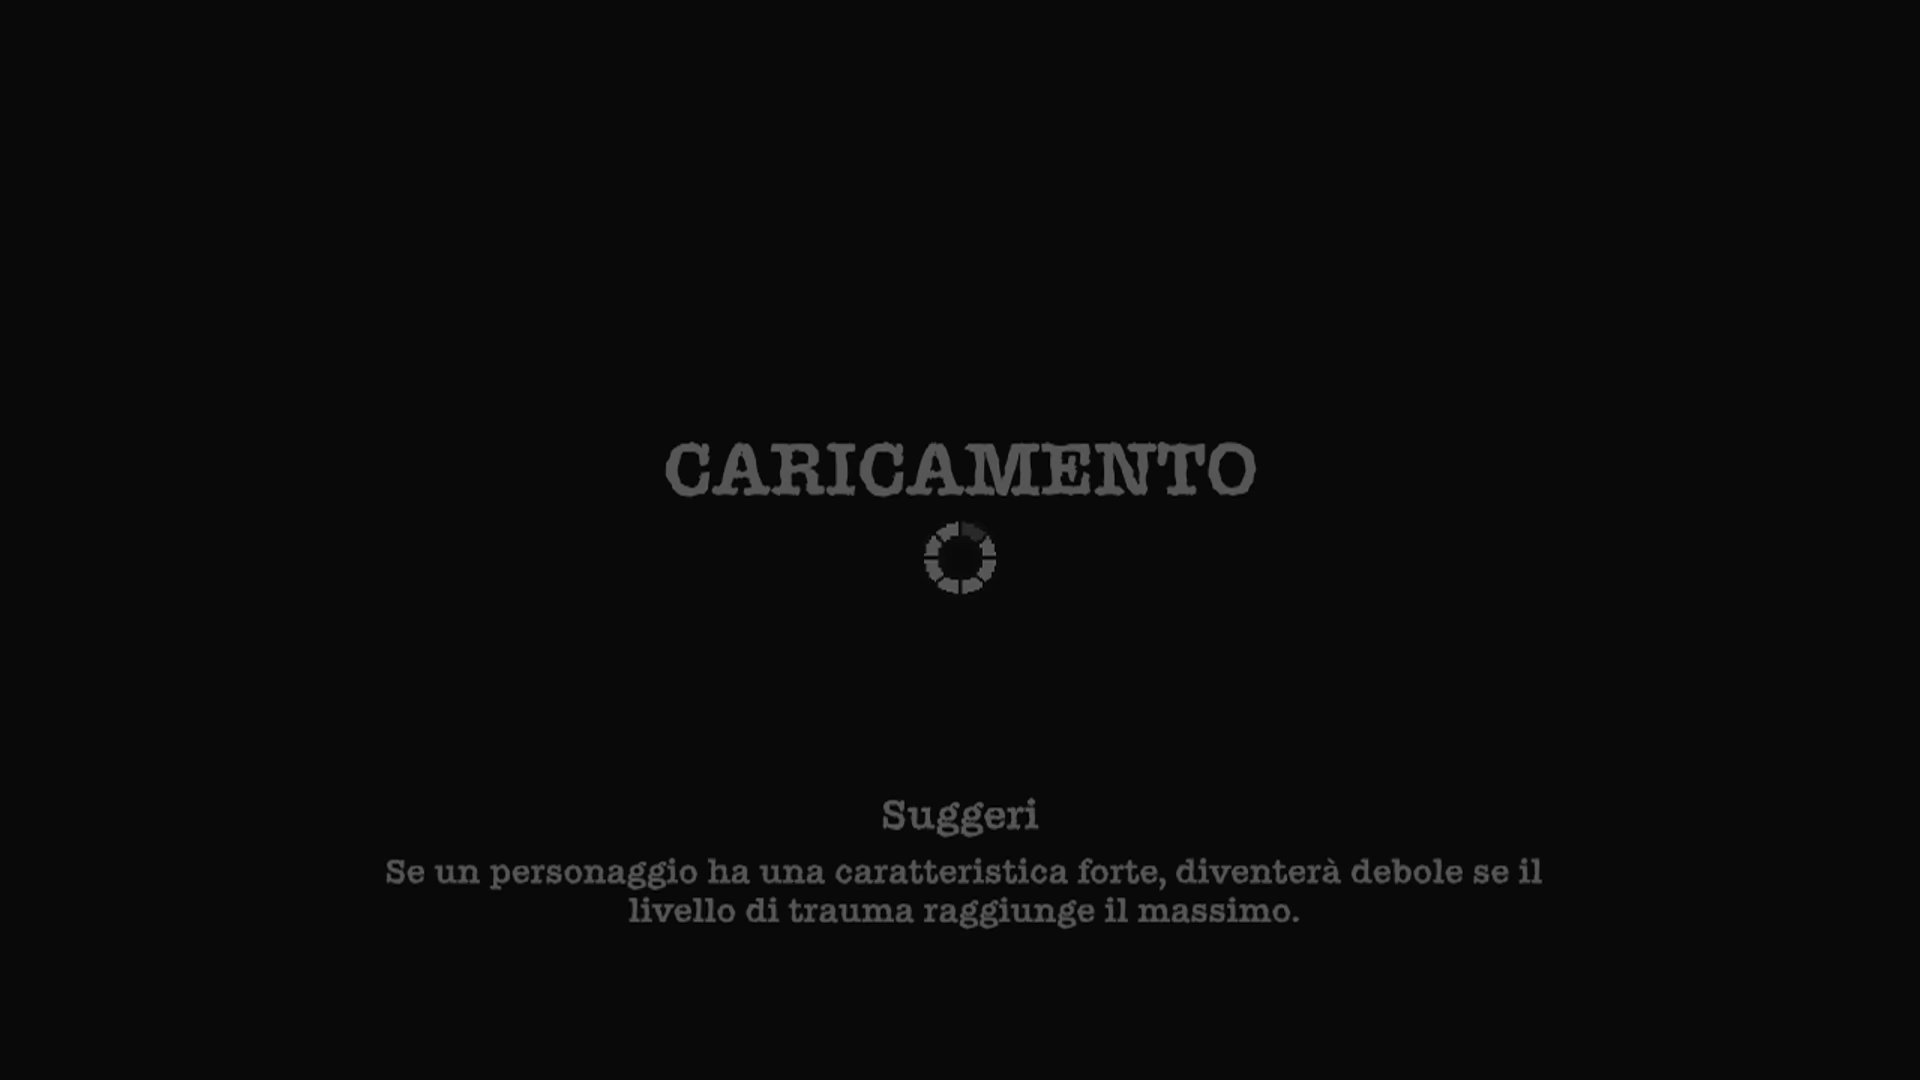 CARICAMENTO
Suggeri
Se un personaggio ha una caratteristica forte, diventerà debole se il
livello di trauma raggiunge il massimo.